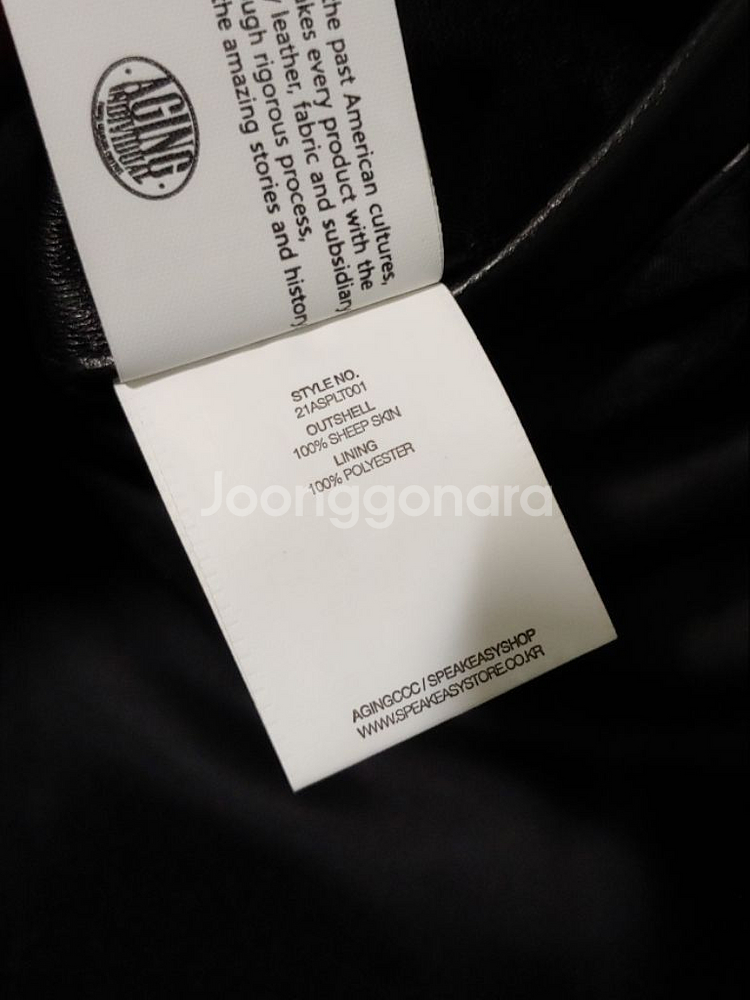 the past American cultures,
akes every product with the
leather, fabric and subsidiary
ugh rigorous process,
he amazing stories and history
AGING
INDIVIDUAL
STYLE NO.
21ASPLT001
OUTSHELL
100% SHEEP SKIN
LINING
100% POLYESTER
Joonggonara
AGINGCCC / SPEAKEASYSHOP
WWW.SPEAKEASYSTORE.CO.KR